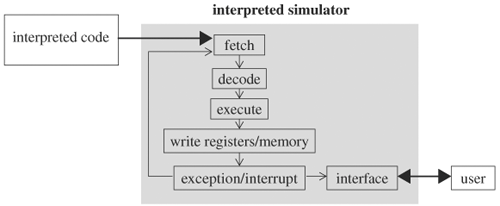 interpreted simulator
interpreted code
fetch
decode
execute
write registers/memory
exception/interrupt
interface
user